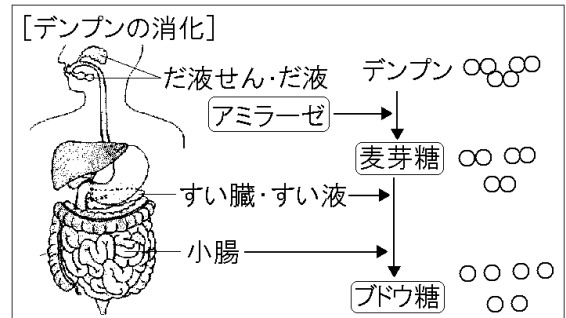 [デンプンの消化]
だ液せん・だ液
デンプン
アミラーゼ
麦芽糖
すい臓・すい液
小腸
ブドウ糖